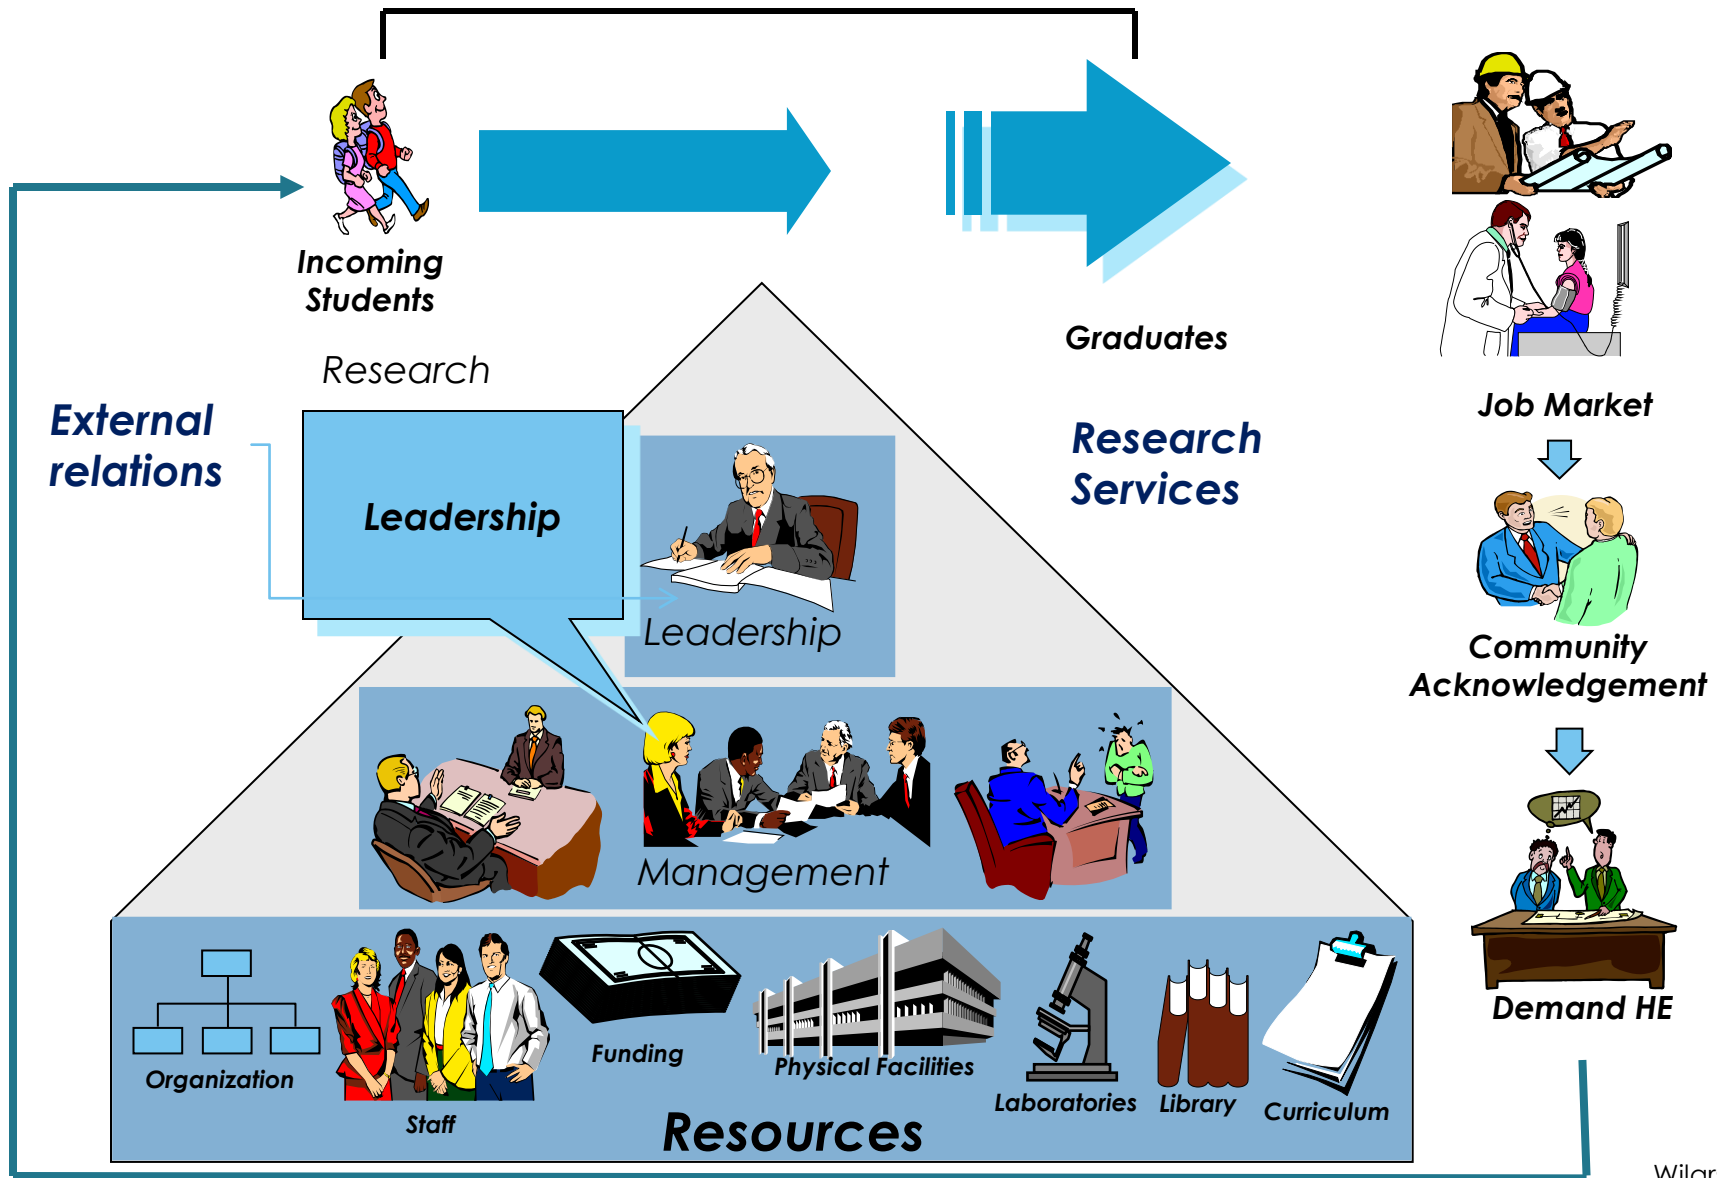 Incoming
Students
Research
External
relations
Leadership
Graduates
Research
Services
Job Market
Leadership
Community
Acknowledgement
Management
Demand HE
Organization
Staff
Funding
Physical Facilities
Laboratories
Library
Curriculum
Resources